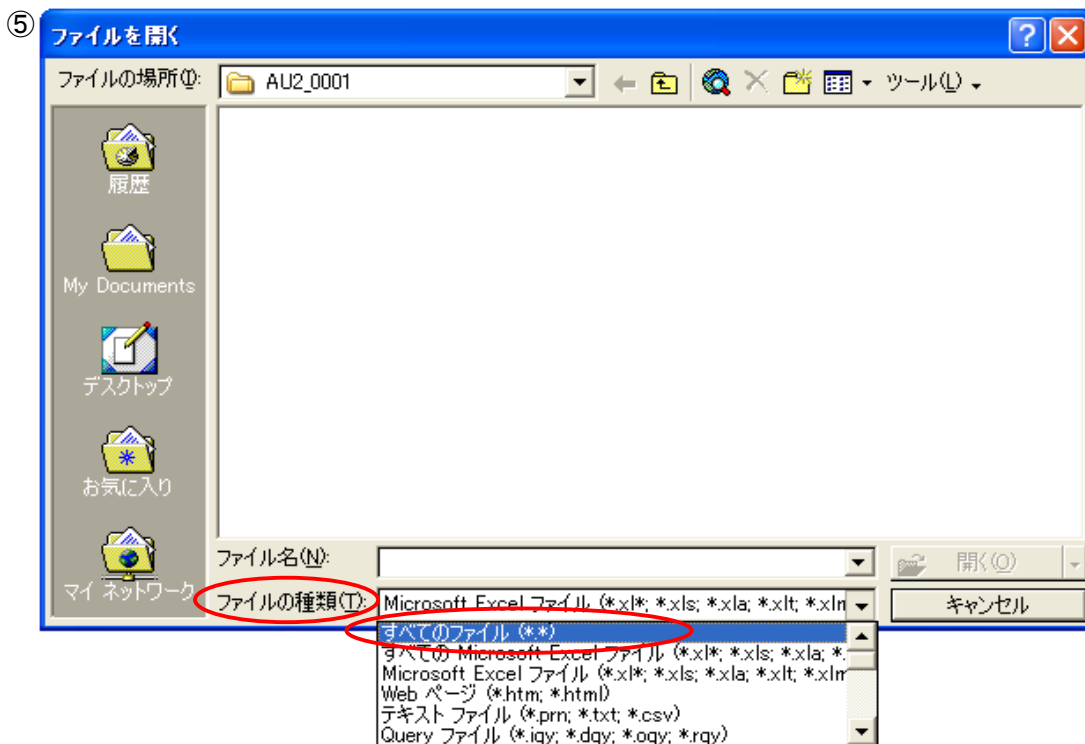 ⑤
ファイルを開く
ファイルの場所(I):
AU2_0001
ツール(L)
履歴
My Documents
デスクトップ
お気に入り
マイ ネットワーク
ファイル名(N):
開く(O)
ファイルの種類(T):
Microsoft Excel ファイル (*.xl*; *.xls; *.xla; *.xlt; *.xlm
キャンセル
すべてのファイル (*.*)
すべての Microsoft Excel ファイル (*.xl*; *.xls; *.xla; *.
Microsoft Excel ファイル (*.xl*; *.xls; *.xla; *.xlt; *.xlm
Web ページ (*.htm; *.html)
テキスト ファイル (*.prn; *.txt; *.csv)
Query ファイル (*.iqy; *.dqy; *.oqy; *.rqy)